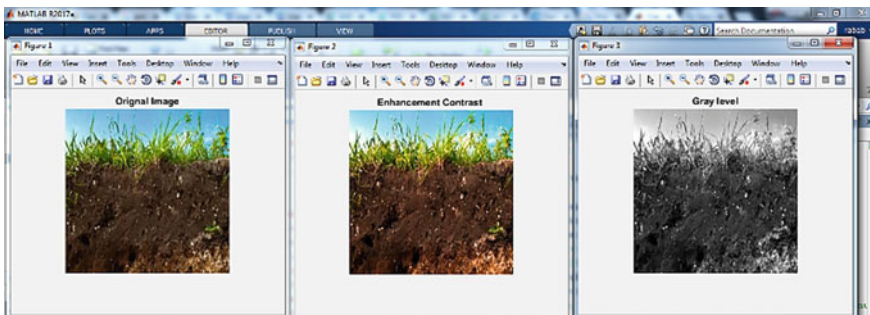 MATLAB R2017a
HOME PLOTS APPS EDITOR PUBLISH VIEW Search Documentation rabab
Figure 1
File Edit View Insert Tools Desktop Window Help
Orignal Image
Figure 2
File Edit View Insert Tools Desktop Window Help
Enhancement Contrast
Figure 3
File Edit View Insert Tools Desktop Window Help
Gray level